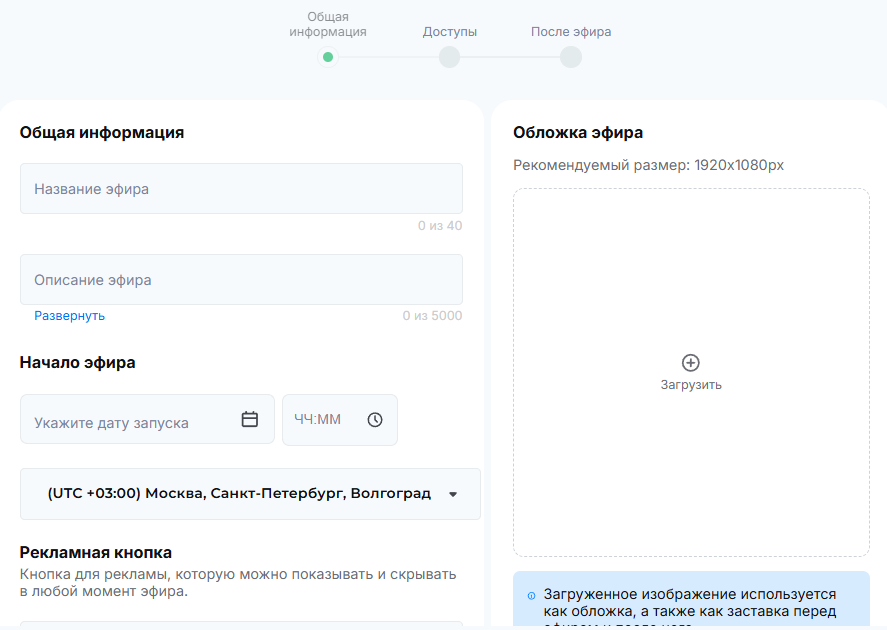 Общая
информация
Доступы
После эфира
Общая информация
Название эфира
0 из 40
Описание эфира
Развернуть
0 из 5000
Начало эфира
Укажите дату запуска
ЧЧ:ММ
(UTC +03:00) Москва, Санкт-Петербург, Волгоград
Рекламная кнопка
Кнопка для рекламы, которую можно показывать и скрывать
в любой момент эфира.
Обложка эфира
Рекомендуемый размер: 1920x1080px
Загрузить
Загруженное изображение используется
как обложка, а также как заставка перед